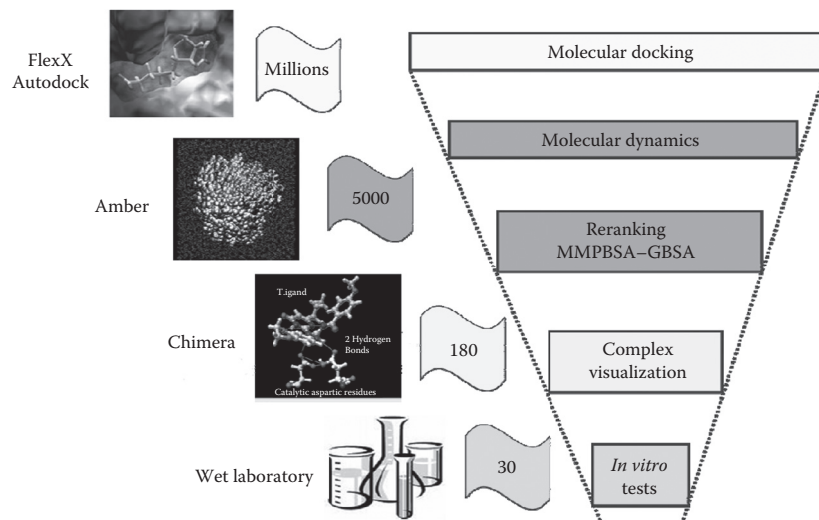 FlexX
Autodock
Millions
Molecular docking
Molecular dynamics
Amber
5000
Reranking
MMPBSA–GBSA
T.igand
2 Hydrogen
Bonds
Catalytic aspartic residues
Chimera
180
Complex
visualization
Wet laboratory
30
In vitro
tests